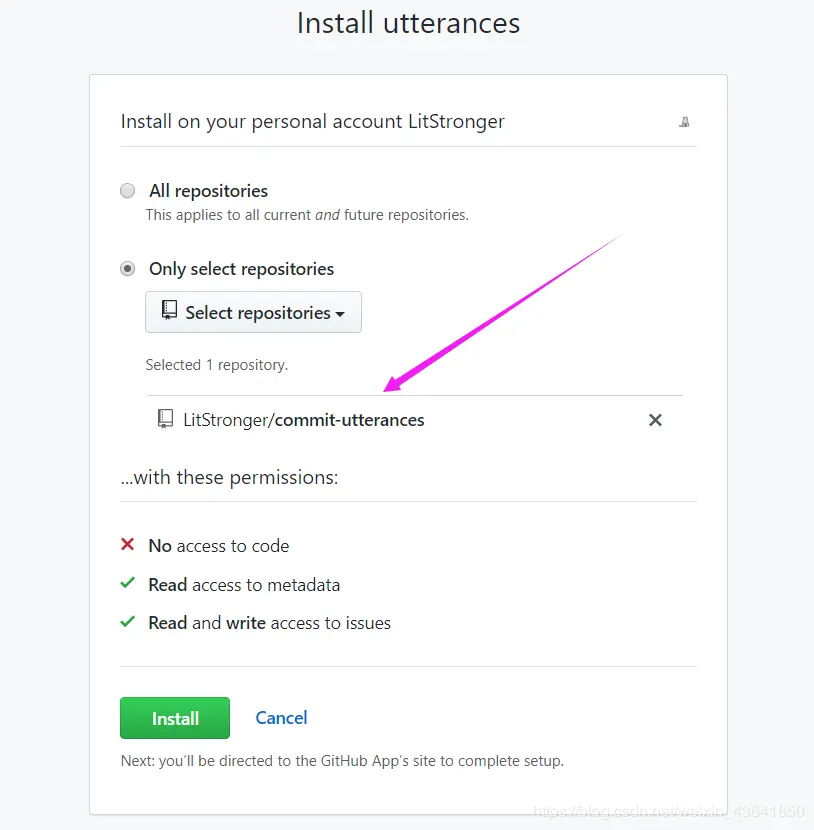 Install utterances
Install on your personal account LitStronger
All repositories
This applies to all current and future repositories.
Only select repositories
Select repositories
Selected 1 repository.
LitStronger/commit-utterances
...with these permissions:
No access to code
Read access to metadata
Read and write access to issues
Install Cancel
Next: you'll be directed to the GitHub App's site to complete setup.
https://blog.csdn.net/weixin_43641850